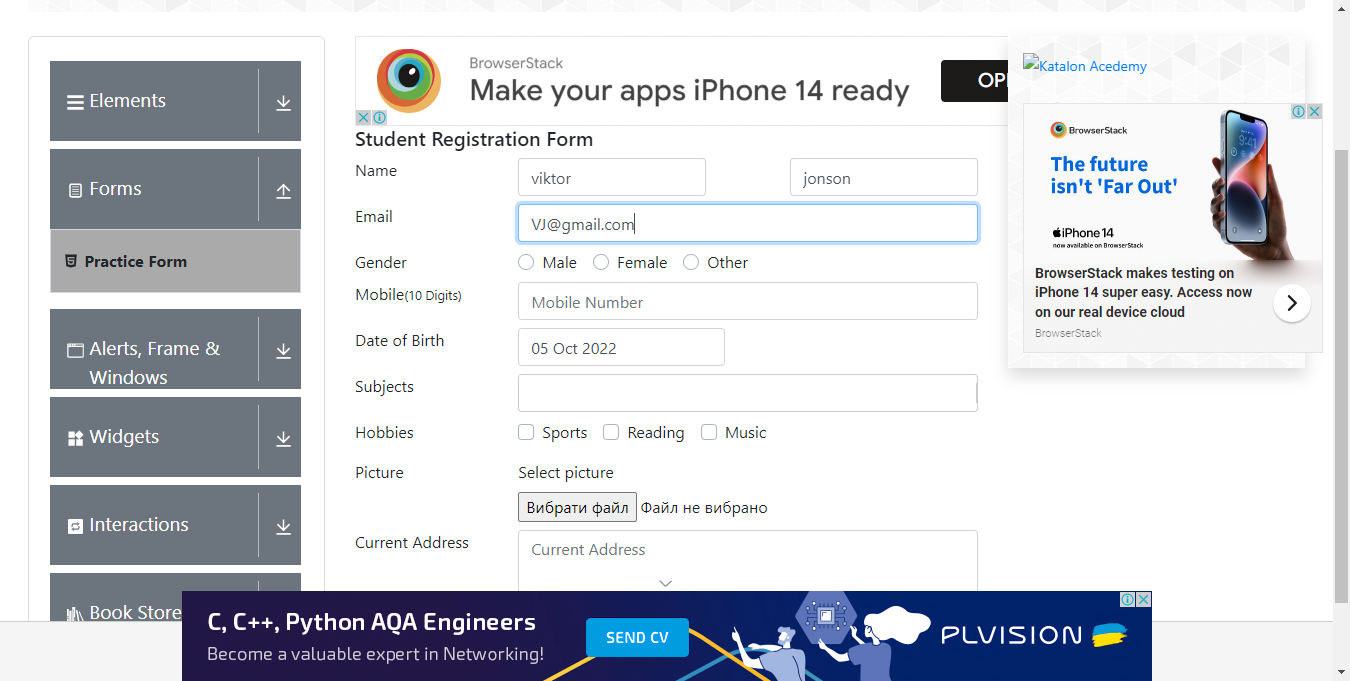 Elements
Forms
Practice Form
Alerts, Frame &
Windows
Widgets
Interactions
Book Store
BrowserStack
Make your apps iPhone 14 ready
Student Registration Form
Name
viktor
jonson
Email
VJ@gmail.com
Gender
Male
Female
Other
Mobile(10 Digits)
Mobile Number
Date of Birth
05 Oct 2022
Subjects
Hobbies
Sports
Reading
Music
Picture
Select picture
Вибрати файл
Файл не вибрано
Current Address
Current Address
Katalon Acedemy
BrowserStack
The future
isn't 'Far Out'
iPhone 14
now available on BrowserStack
BrowserStack makes testing on
iPhone 14 super easy. Access now
on our real device cloud
BrowserStack
C, C++, Python AQA Engineers
Become a valuable expert in Networking!
SEND CV
PLVISION